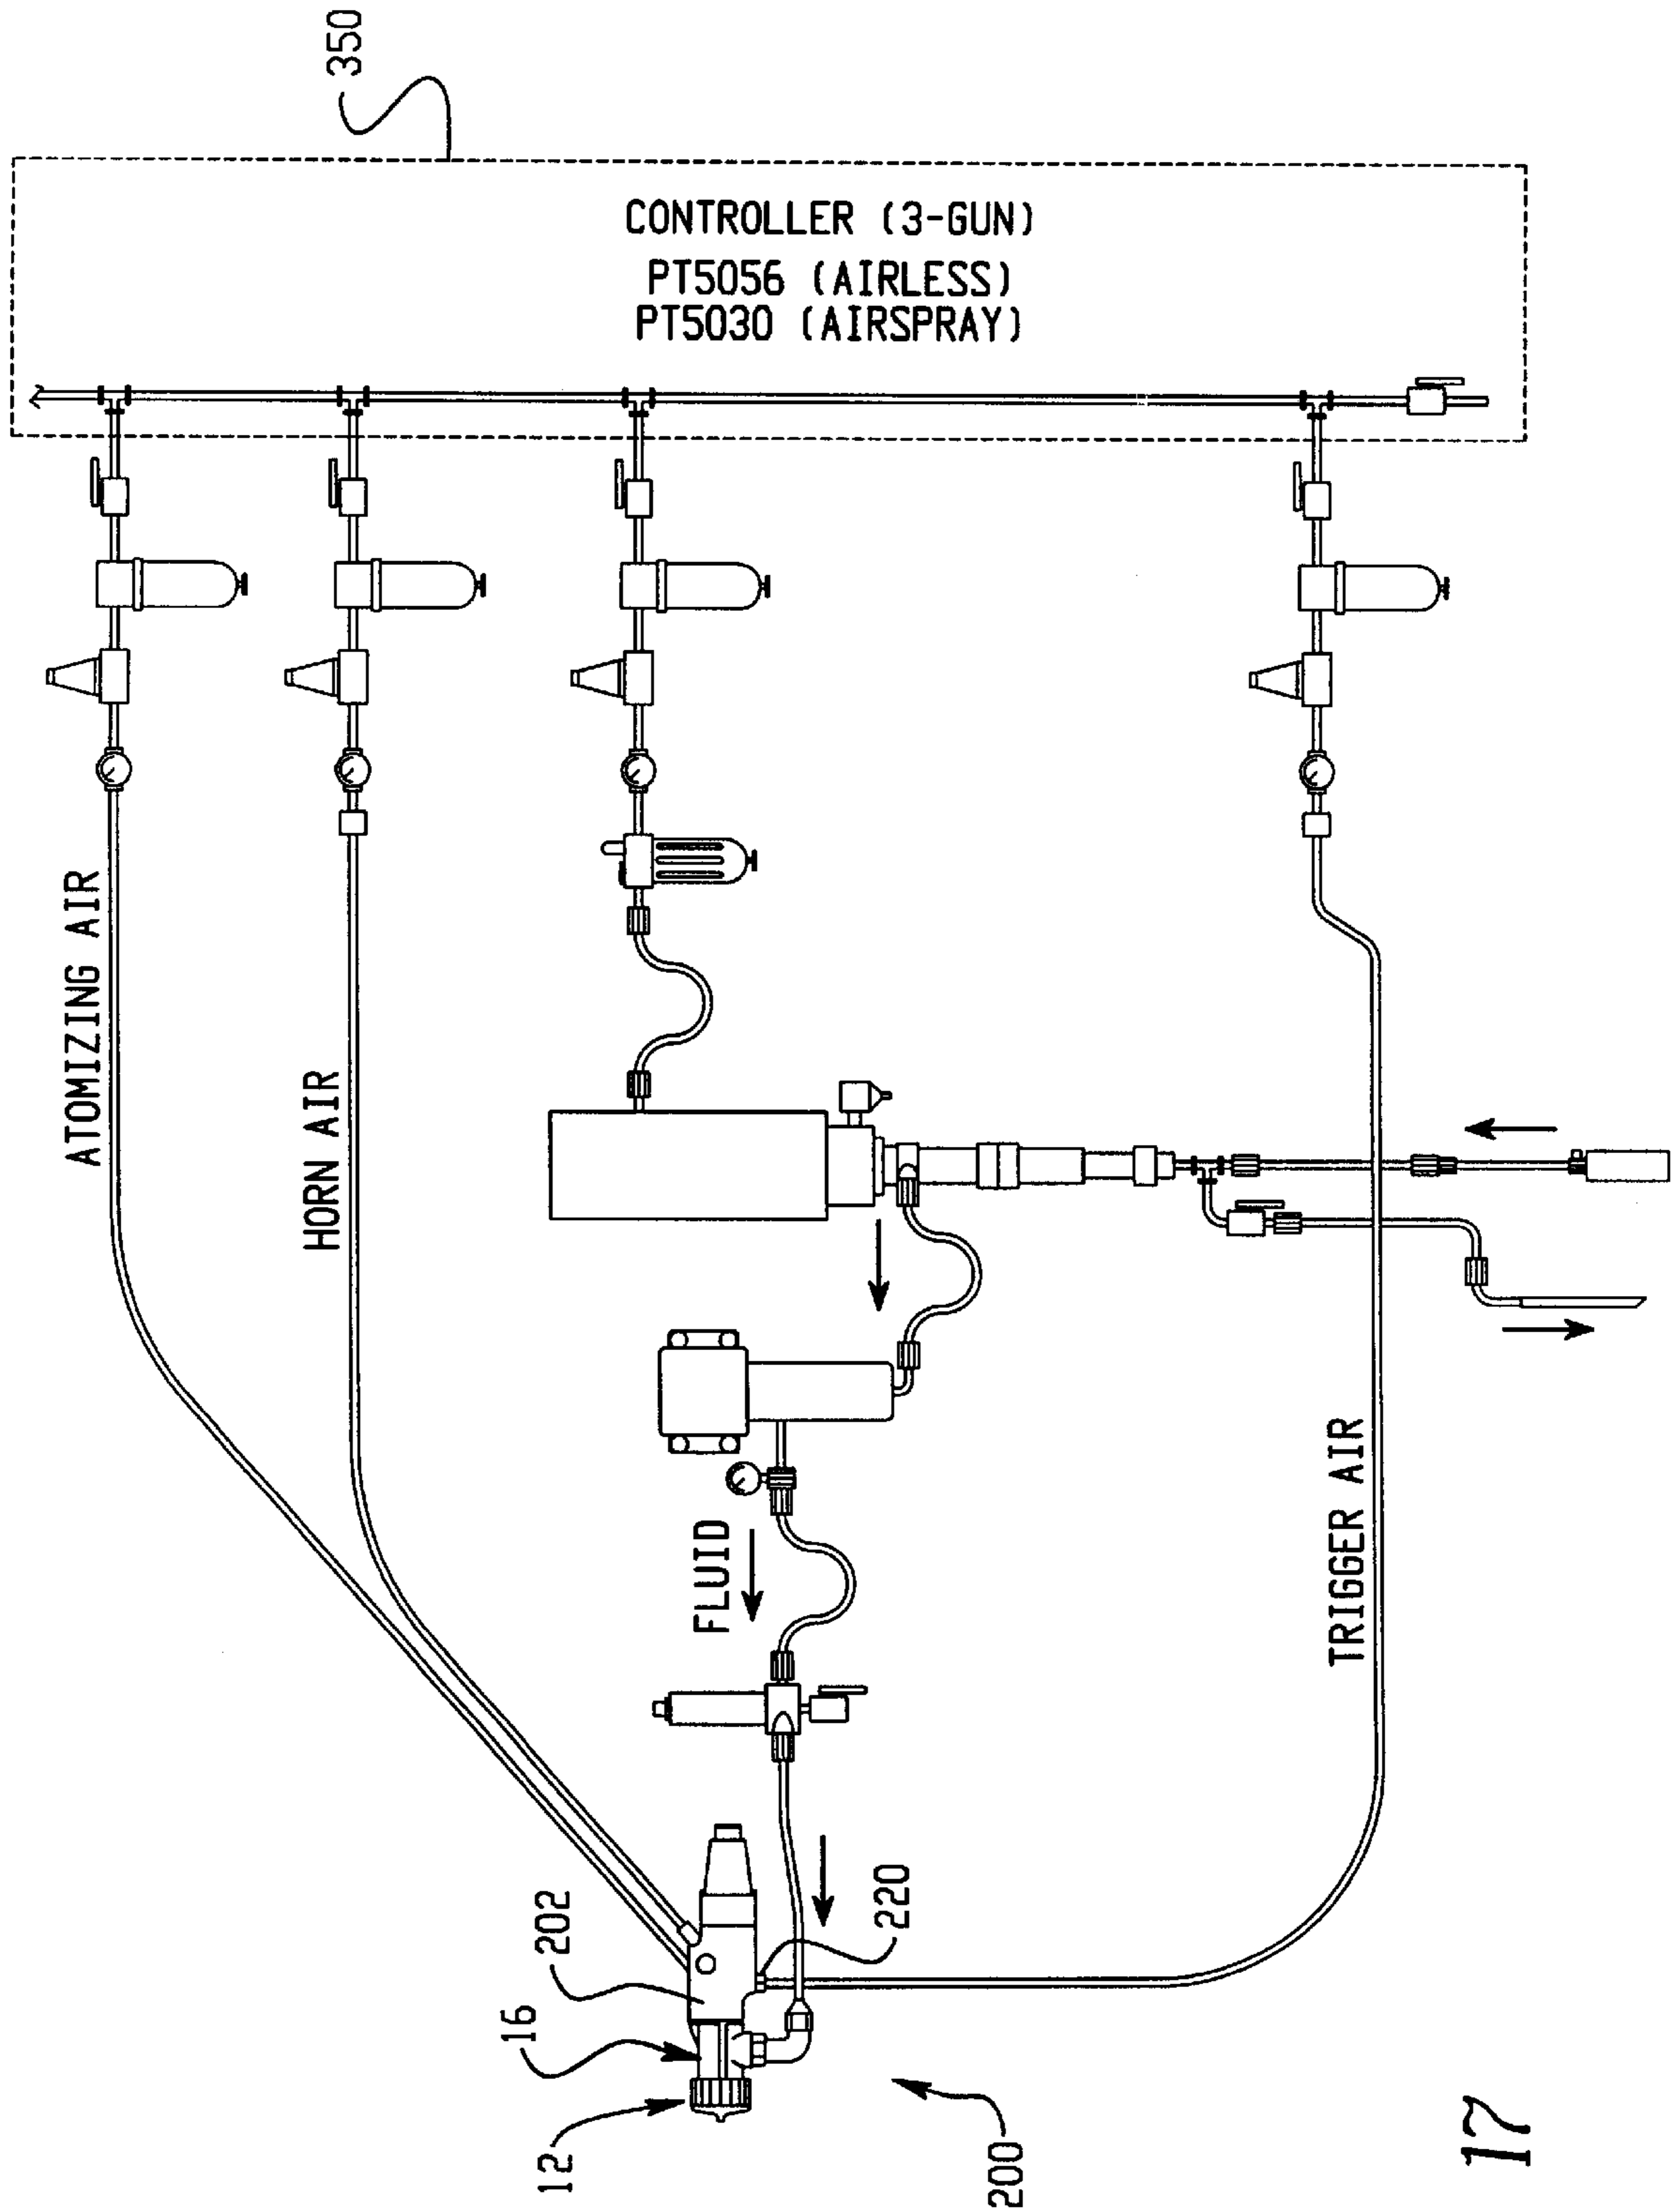 350
CONTROLLER (3-GUN)
PT5056 (AIRLESS)
PT5030 (AIRSPRAY)
ATOMIZING AIR
HORN AIR
FLUID
TRIGGER AIR
202
16
12
220
200
17